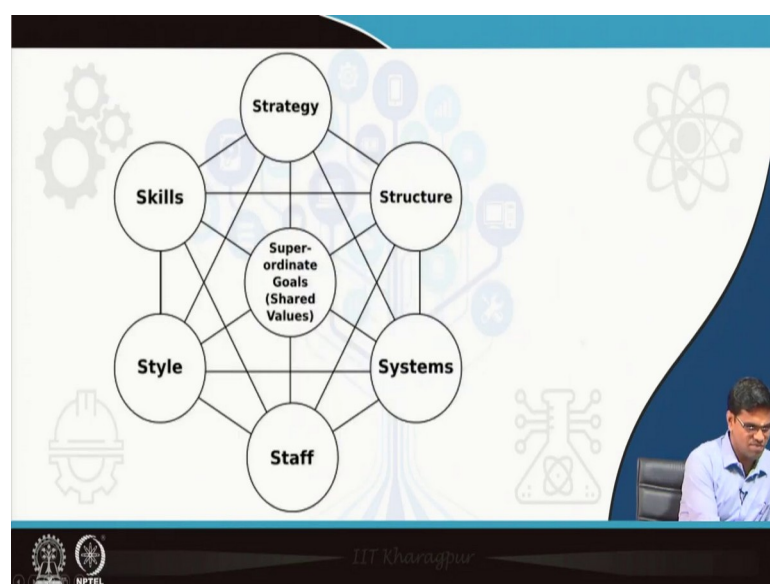 Strategy
Skills
Structure
Super-
ordinate
Goals
(Shared
Values)
Style
Systems
Staff
IIT Kharagpur
NPTEL